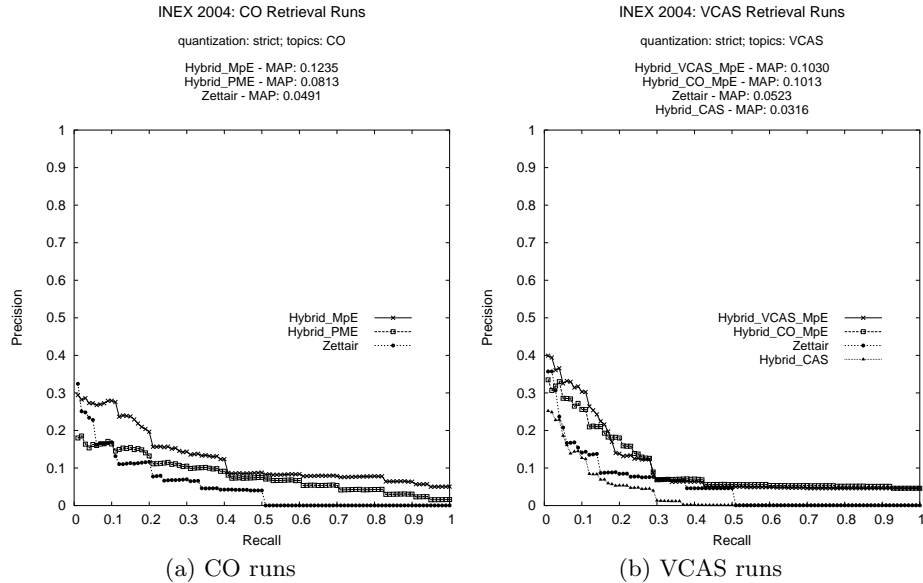 INEX 2004: CO Retrieval Runs
quantization: strict; topics: CO
Hybrid_MpE - MAP: 0.1235
Hybrid_PME - MAP: 0.0813
Zettair - MAP: 0.0491
1
0.9
0.8
0.7
0.6
0.5
0.4
0.3
0.2
0.1
0
Precision
Hybrid_MpE
Hybrid_PME
Zettair
0 0.1 0.2 0.3 0.4 0.5 0.6 0.7 0.8 0.9 1
Recall
(a) CO runs
INEX 2004: VCAS Retrieval Runs
quantization: strict; topics: VCAS
Hybrid_VCAS_MpE - MAP: 0.1030
Hybrid_CO_MpE - MAP: 0.1013
Zettair - MAP: 0.0523
Hybrid_CAS - MAP: 0.0316
1
0.9
0.8
0.7
0.6
0.5
0.4
0.3
0.2
0.1
0
Precision
Hybrid_VCAS_MpE
Hybrid_CO_MpE
Zettair
Hybrid_CAS
0 0.1 0.2 0.3 0.4 0.5 0.6 0.7 0.8 0.9 1
Recall
(b) VCAS runs